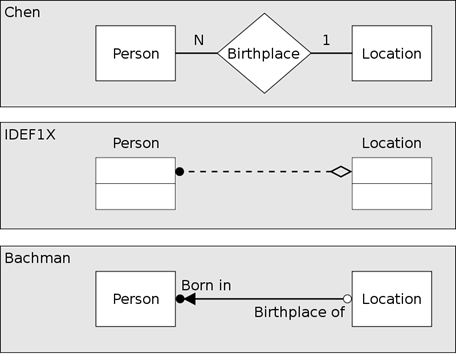 Chen
Person
N
Birthplace
1
Location
IDEF1X
Person
Location
Bachman
Person
Born in
Birthplace of
Location